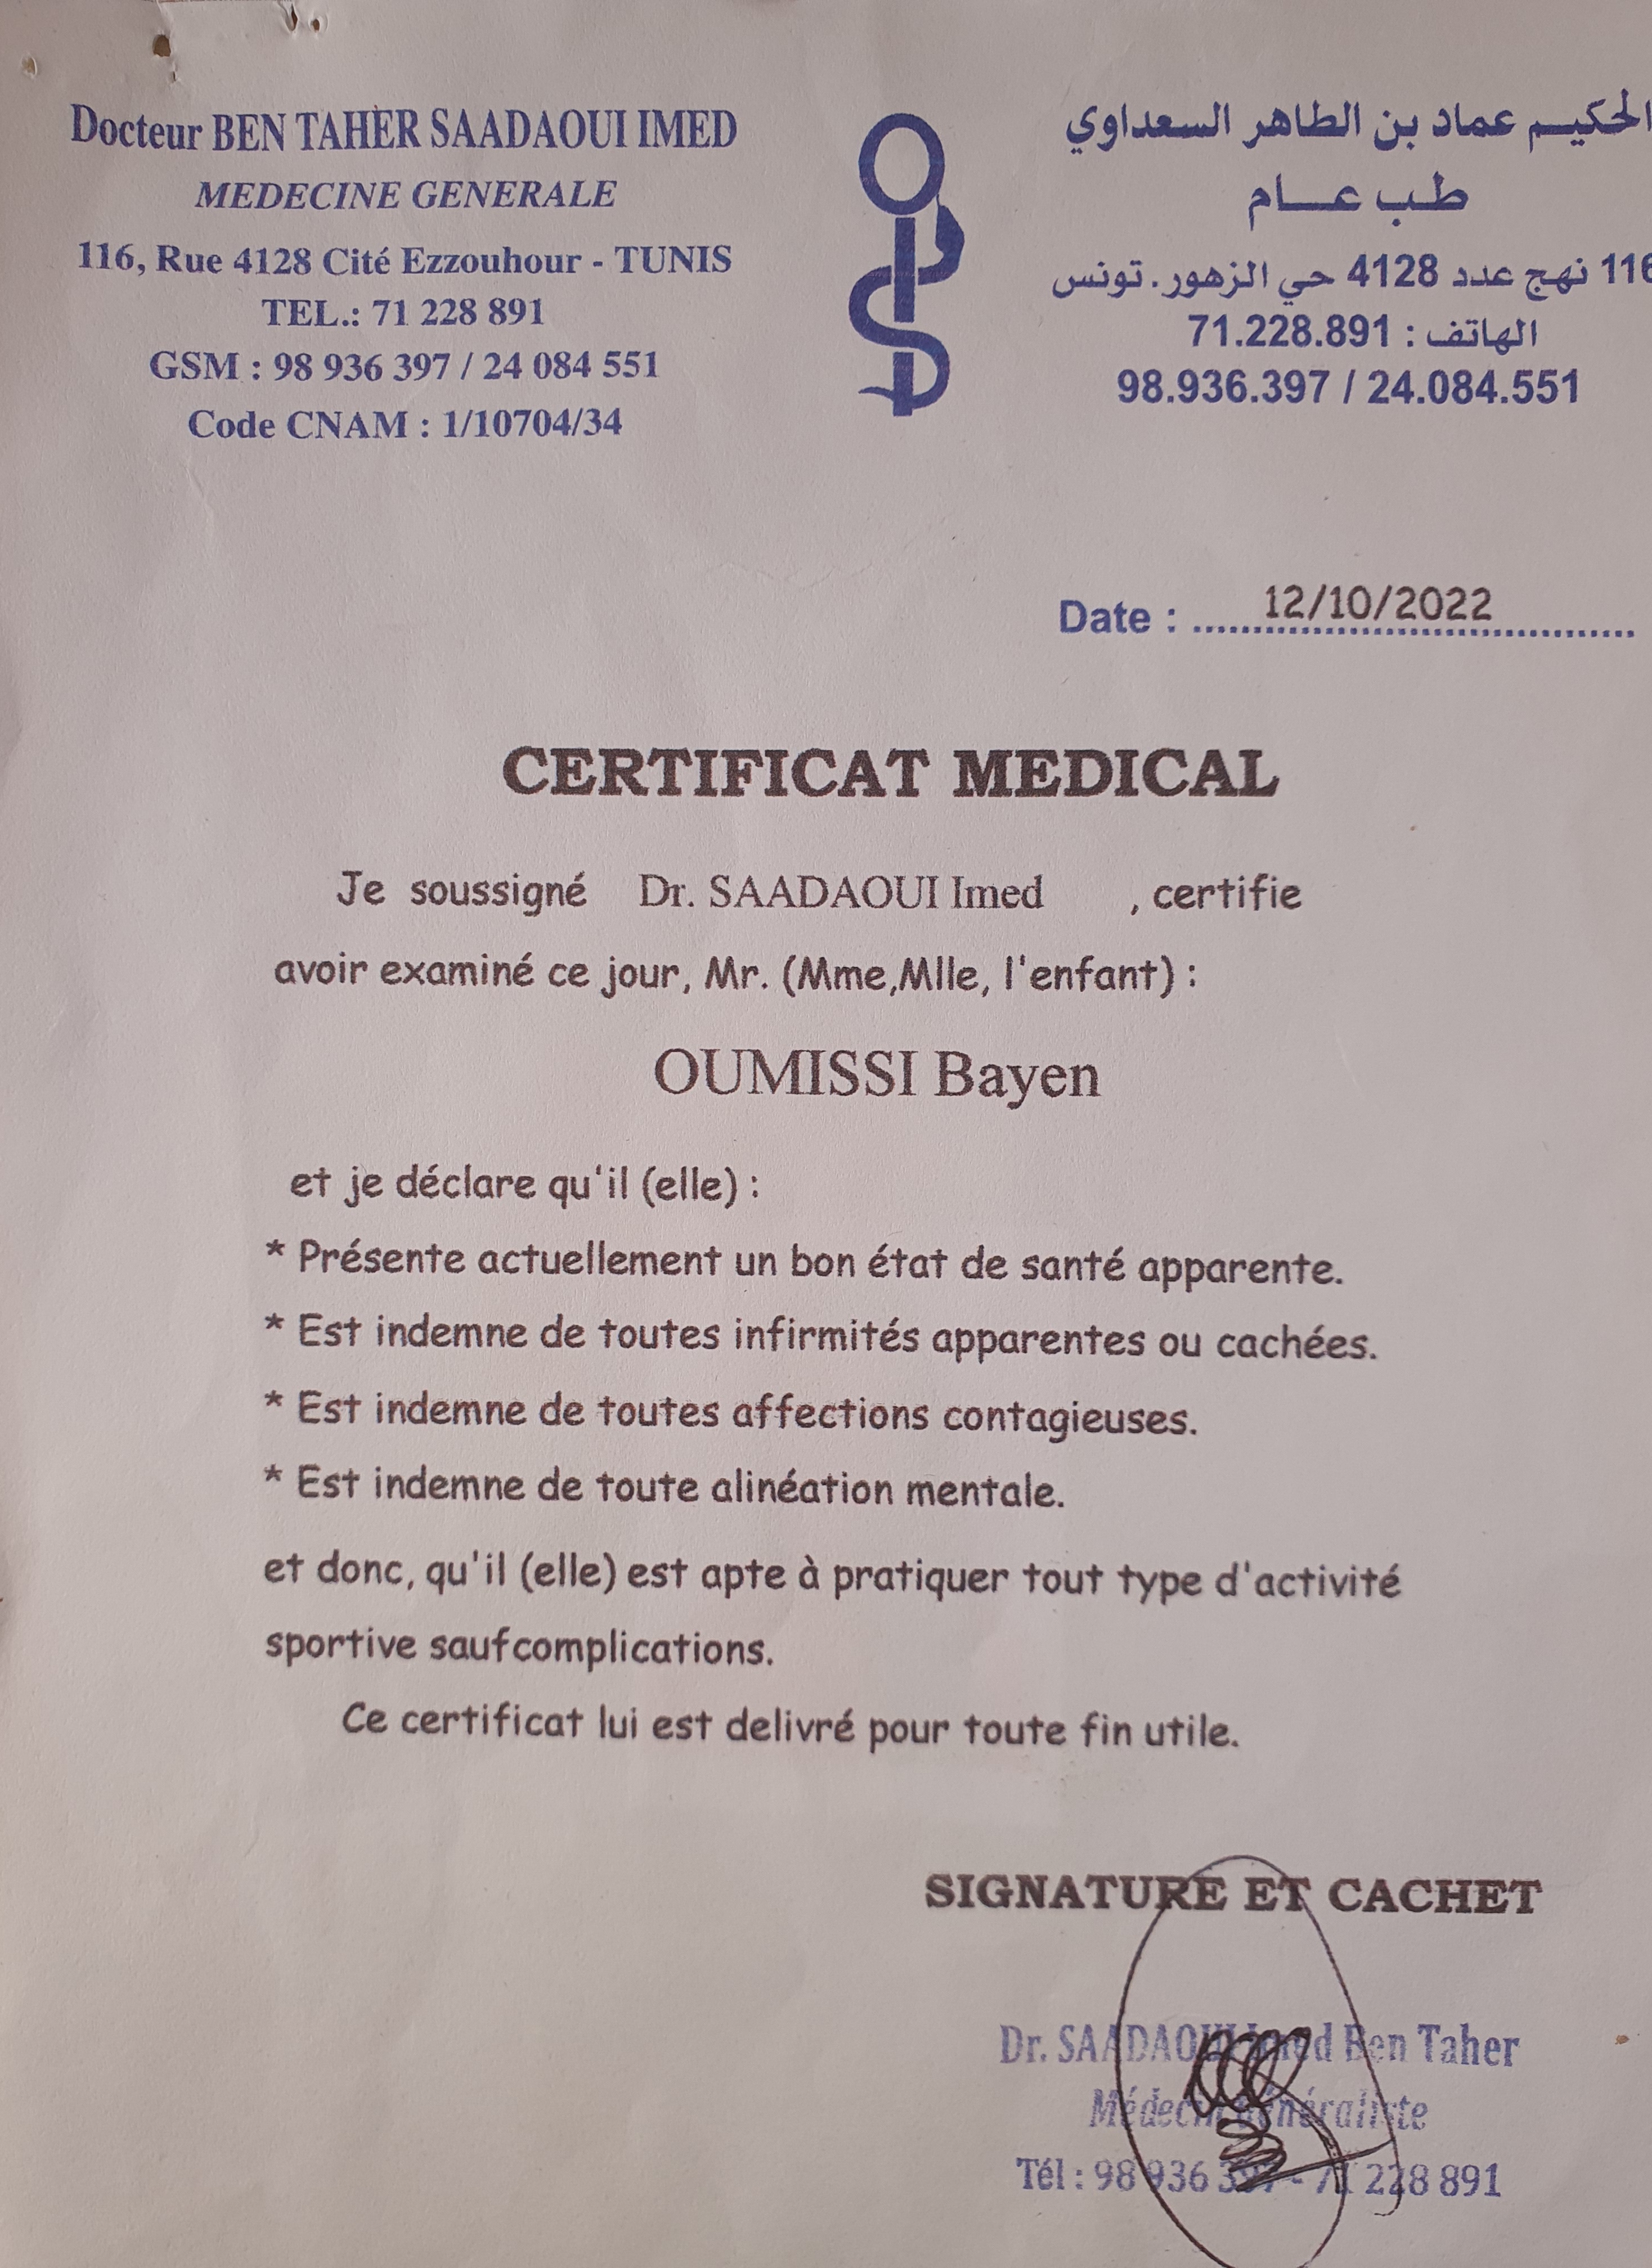 Docteur BEN TAHER SAADAOUI IMED
MEDECINE GENERALE
116, Rue 4128 Cité Ezzouhour - TUNIS
TEL.: 71 228 891
GSM : 98 936 397 / 24 084 551
Code CNAM : 1/10704/34
الحكيم عماد بن الطاهر السعداوي
طب عام
116 نهج عدد 4128 حي الزهور. تونس
الهاتف : 71.228.891
98.936.397 / 24.084.551
Date : 12/10/2022
CERTIFICAT MEDICAL
Je soussigné Dr. SAADAOUI Imed , certifie
avoir examiné ce jour, Mr. (Mme,Mlle, l'enfant) :
OUMISSI Bayen
et je déclare qu'il (elle) :
* Présente actuellement un bon état de santé apparente.
* Est indemne de toutes infirmités apparentes ou cachées.
* Est indemne de toutes affections contagieuses.
* Est indemne de toute alinéation mentale.
et donc, qu'il (elle) est apte à pratiquer tout type d'activité
sportive saufcomplications.
Ce certificat lui est delivré pour toute fin utile.
SIGNATURE ET CACHET
Dr. SAADAOUI Imed Ben Taher
Médecin Généraliste
Tél : 98 936 397 - 71 228 891